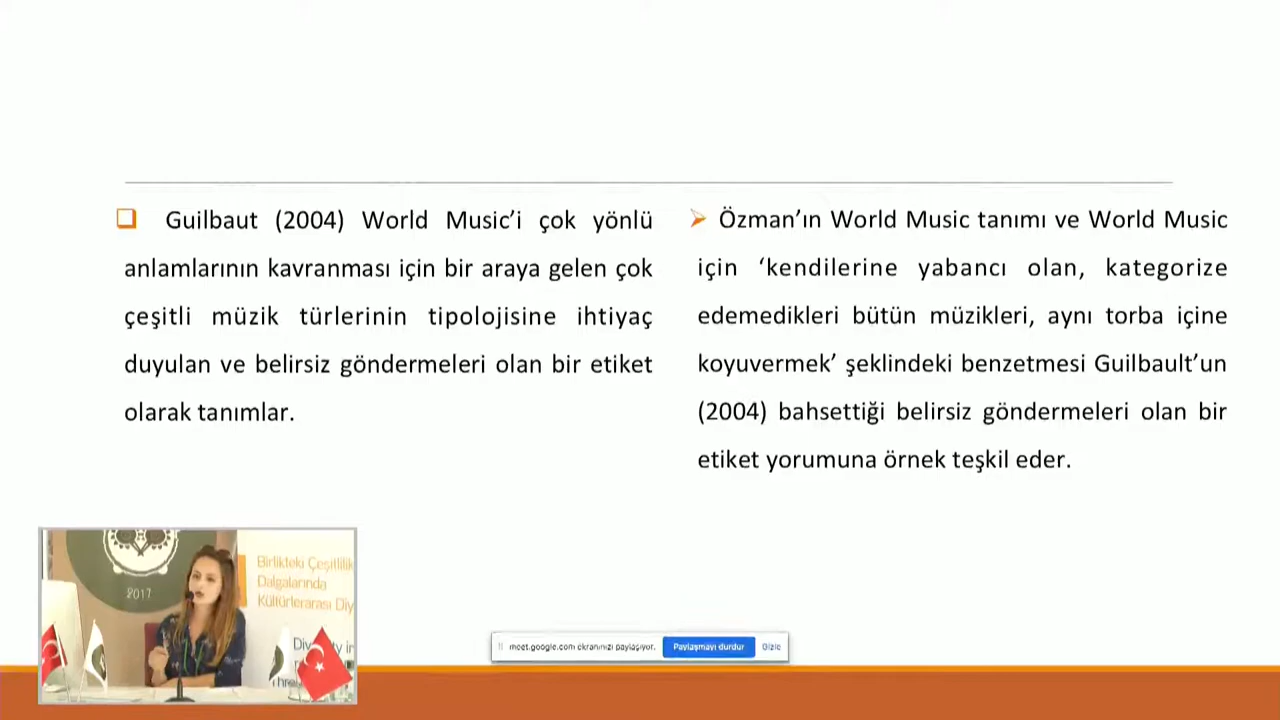 Guilbaut (2004) World Music’i çok yönlü
anlamlarının kavranması için bir araya gelen çok
çeşitli müzik türlerinin tipolojisine ihtiyaç
duyulan ve belirsiz göndermeleri olan bir etiket
olarak tanımlar.
Özman’ın World Music tanımı ve World Music
için ‘kendilerine yabancı olan, kategorize
edemedikleri bütün müzikleri, aynı torba içine
koyuvermek’ şeklindeki benzetmesi Guilbault’un
(2004) bahsettiği belirsiz göndermeleri olan bir
etiket yorumuna örnek teşkil eder.
2017
Birlikteki Çeşitlilik
Dalgalarında
Kültürlerarası Diy
meet.google.com ekranınızı paylaşıyor.
Paylaşmayı durdur
Gizle